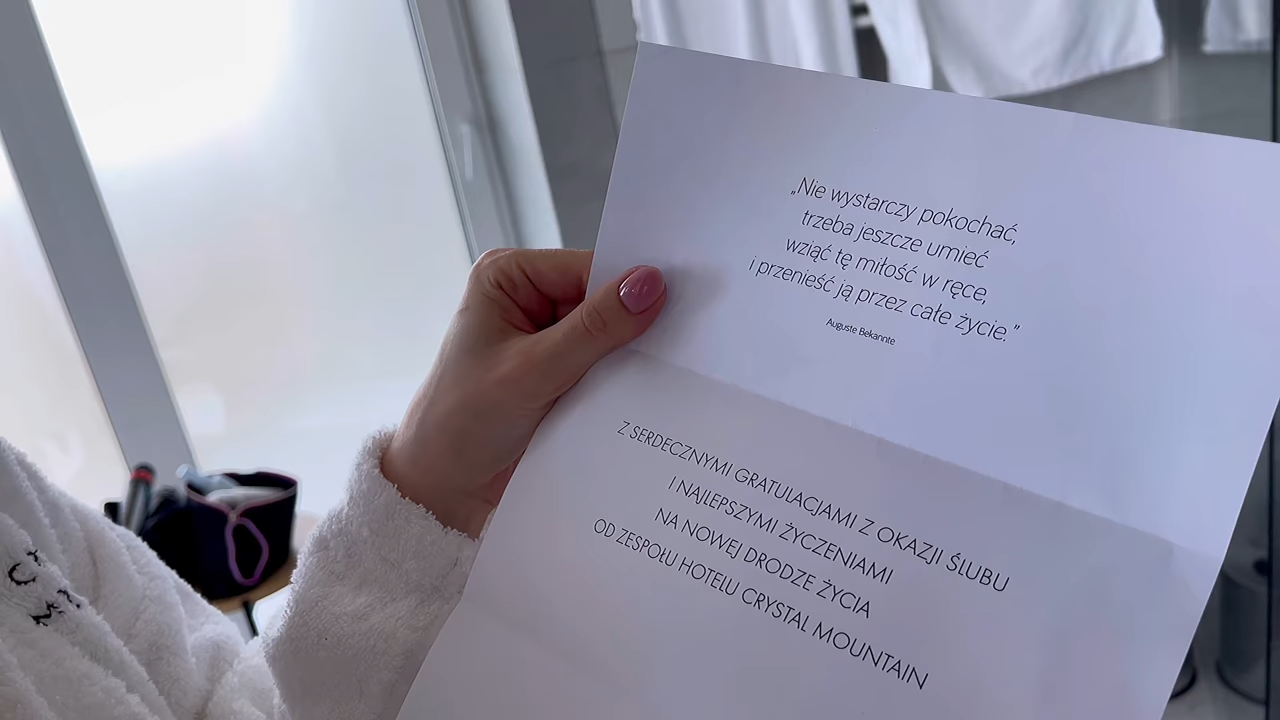 „Nie wystarczy pokochać,
trzeba jeszcze umieć
wziąć tę miłość w ręce,
i przenieść ją przez całe życie.”
Auguste Bekannte
Z SERDECZNYMI GRATULACJAMI Z OKAZJI ŚLUBU
I NAJLEPSZYMI ŻYCZENIAMI
NA NOWEJ DRODZE ŻYCIA
OD ZESPOŁU HOTELU CRYSTAL MOUNTAIN